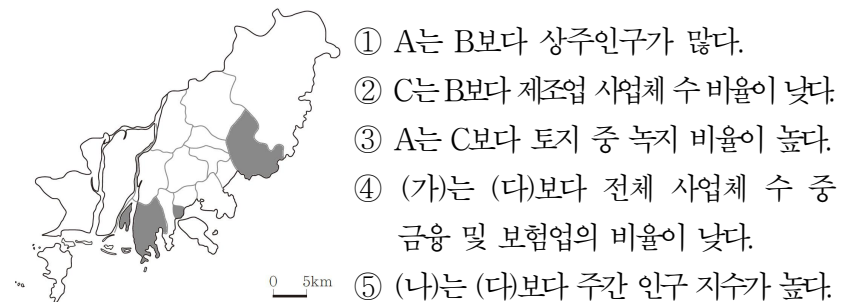 ① A는 B보다 상주인구가 많다.
② C는 B보다 제조업 사업체 수 비율이 낮다.
③ A는 C보다 토지 중 녹지 비율이 높다.
④ (가)는 (다)보다 전체 사업체 수 중
금융 및 보험업의 비율이 낮다.
⑤ (나)는 (다)보다 주간 인구 지수가 높다.
0 5km